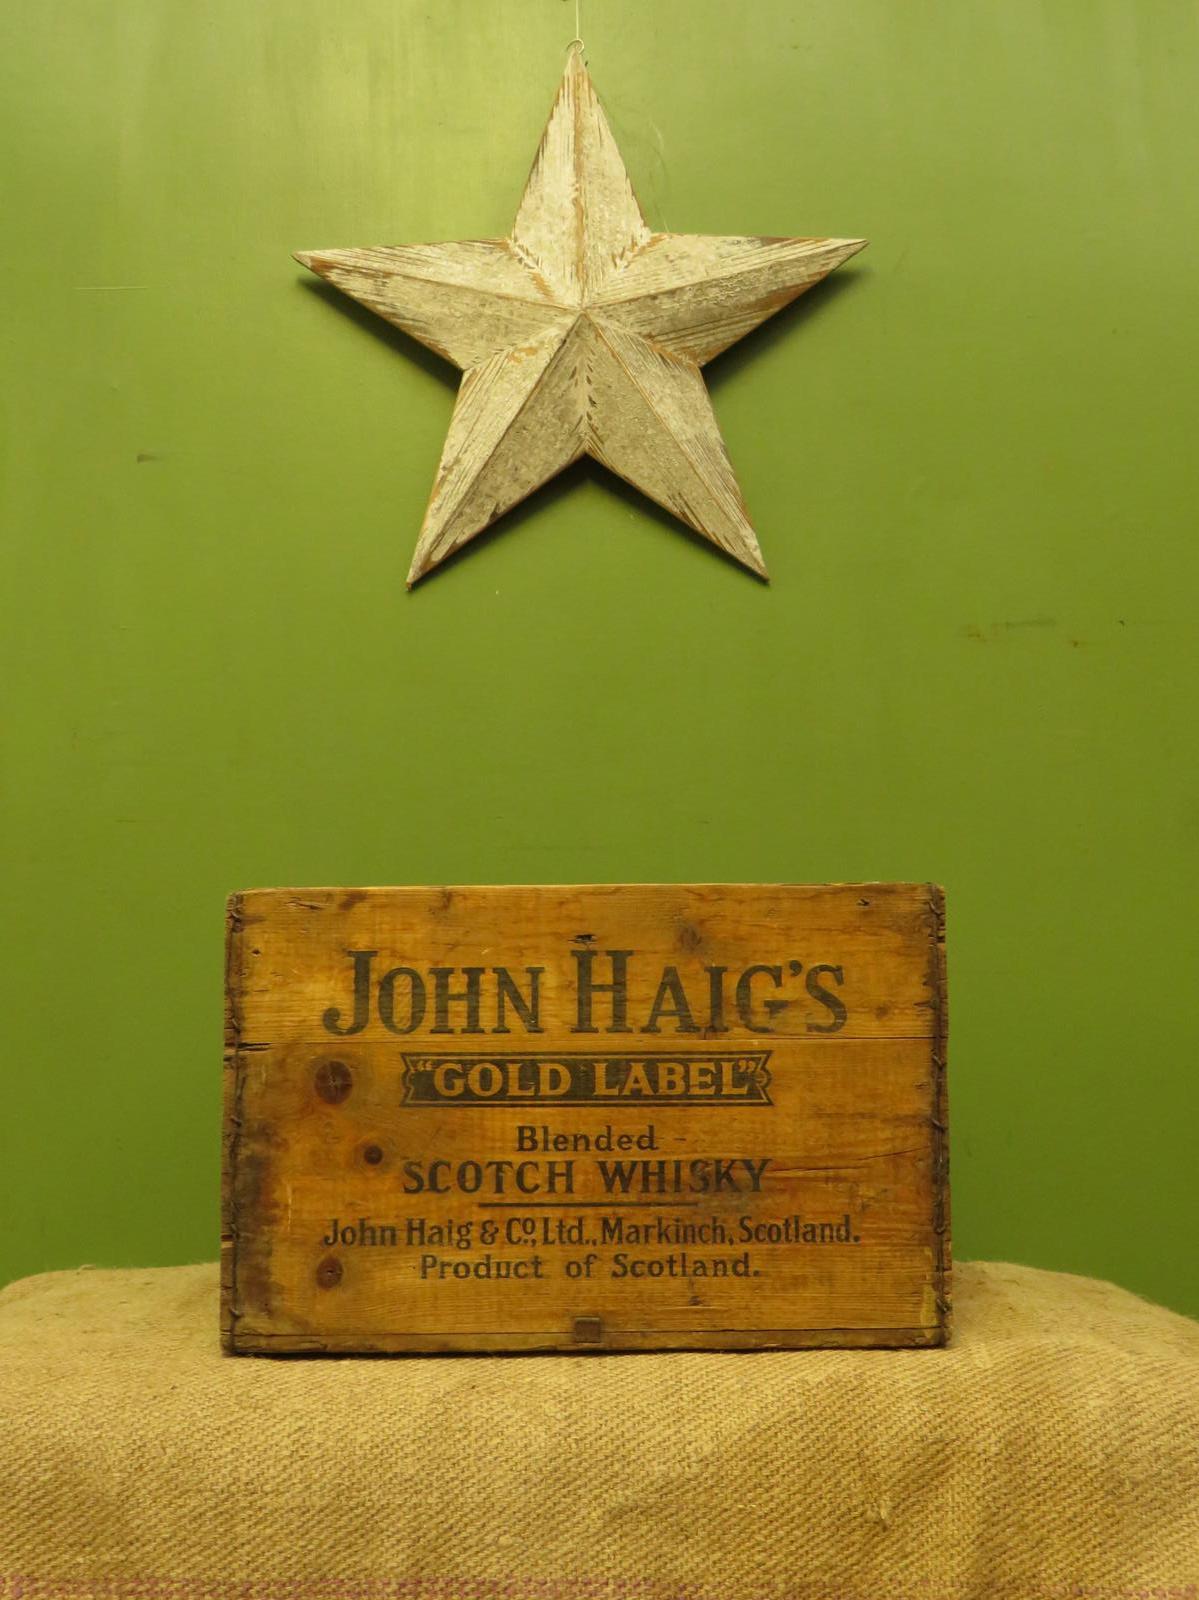 JOHN HAIG'S
"GOLD LABEL"
Blended
SCOTCH WHISKY
John Haig & Co., Ltd., Markinch, Scotland.
Product of Scotland.